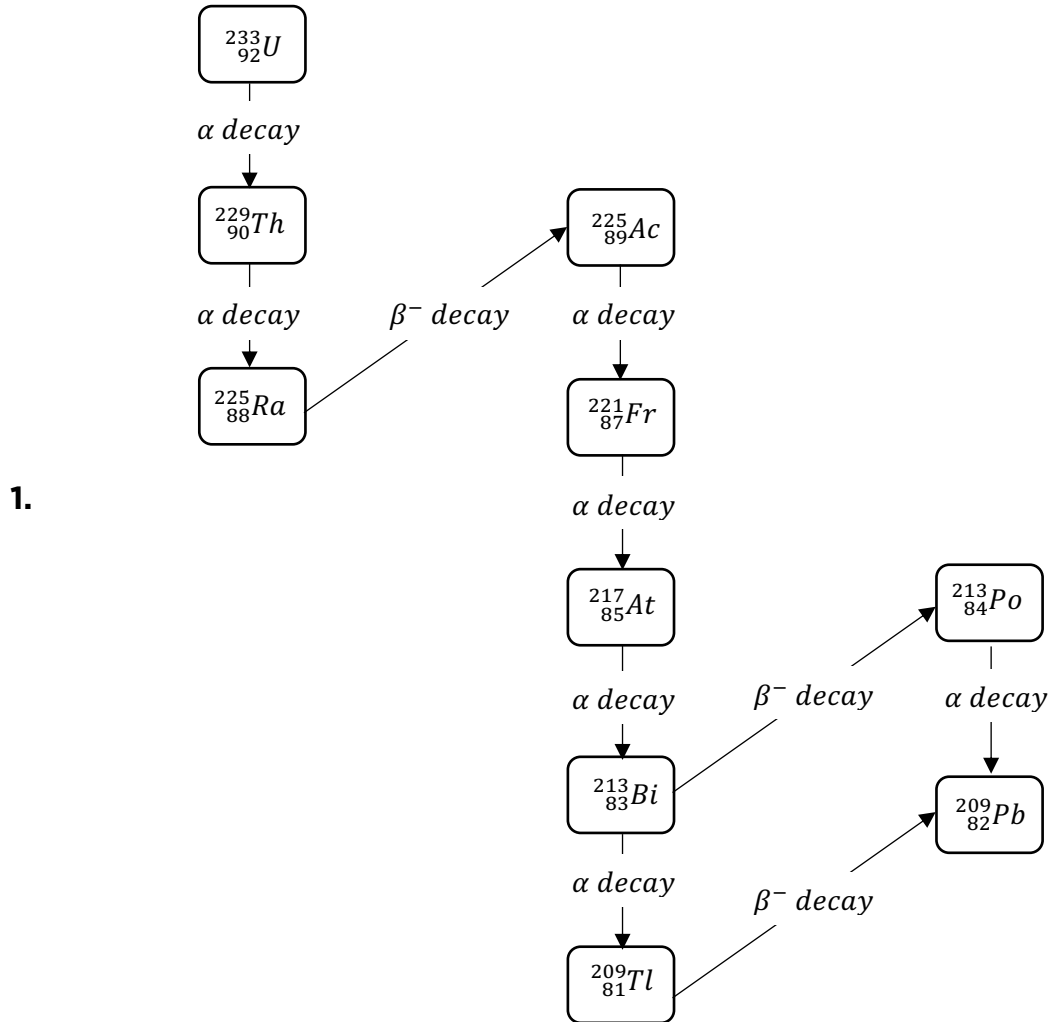 ²³³₉₂U
α decay
²²⁹₉₀Th
²²⁵₈₉Ac
α decay
β⁻ decay
α decay
²²⁵₈₈Ra
²²¹₈₇Fr
1.
α decay
²¹⁷₈₅At
²¹³₈₄Po
α decay
β⁻ decay
α decay
²¹³₈₃Bi
²⁰⁹₈₂Pb
α decay
β⁻ decay
²⁰⁹₈₁Tl